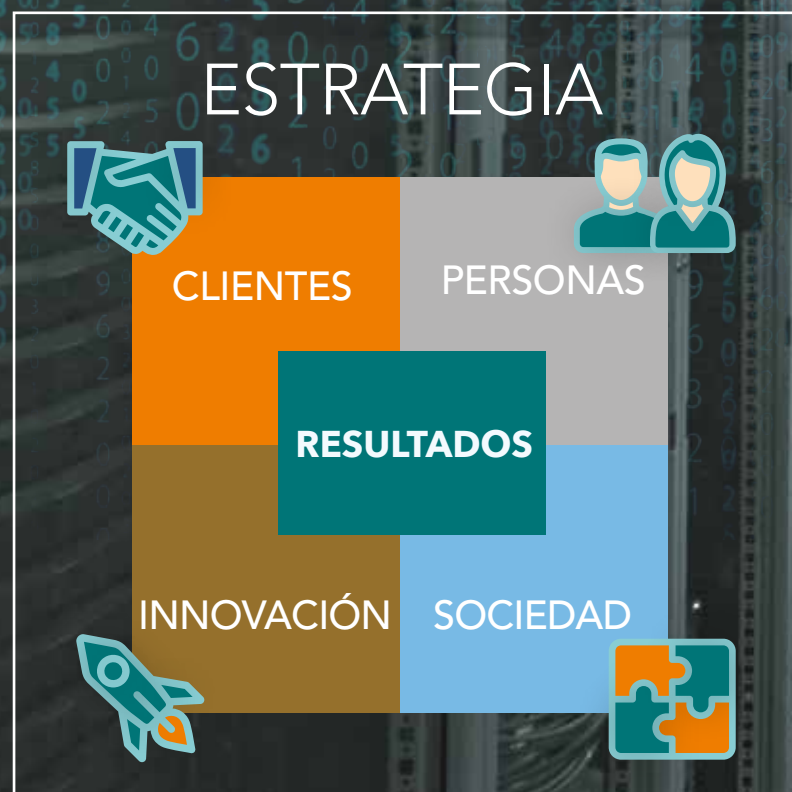 ESTRATEGIA
CLIENTES
PERSONAS
RESULTADOS
INNOVACIÓN
SOCIEDAD